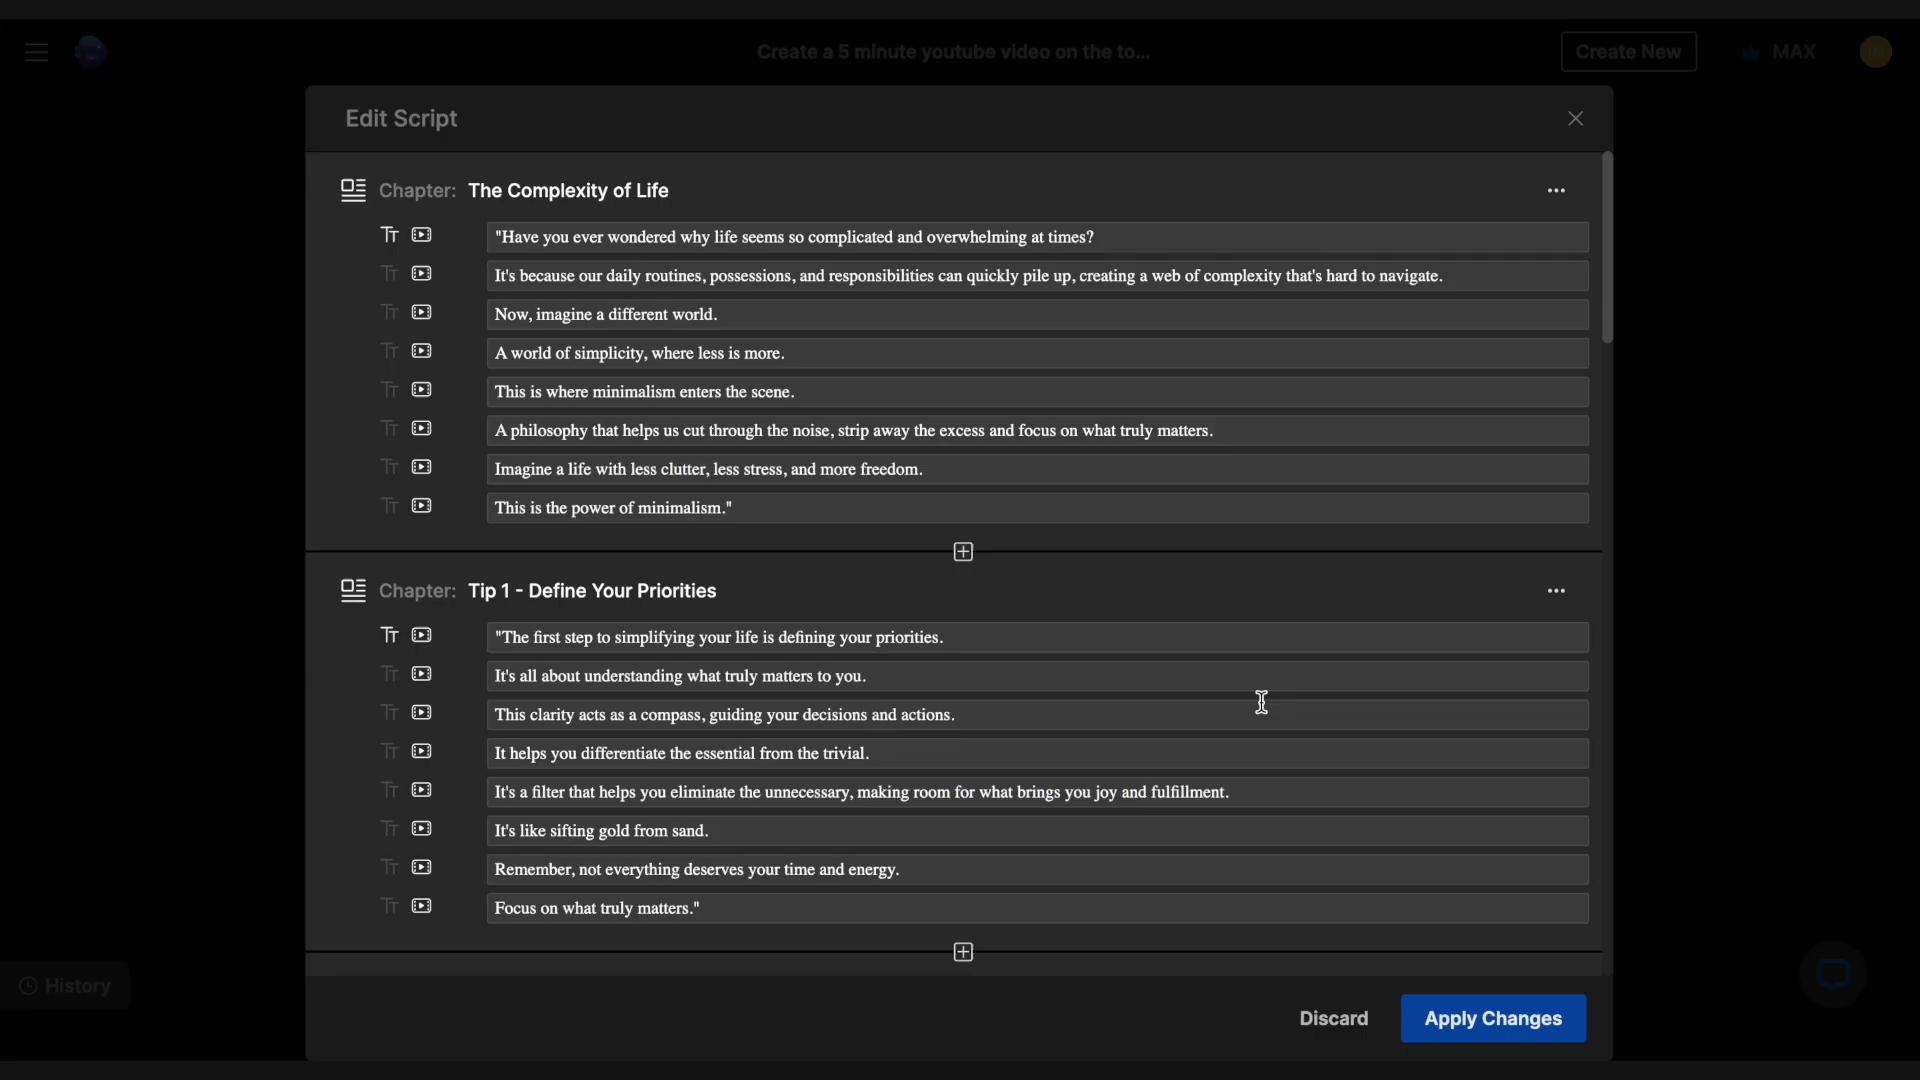 Create a 5 minute youtube video on the to...
Create New
MAX
Edit Script
Chapter: The Complexity of Life
"Have you ever wondered why life seems so complicated and overwhelming at times?
It's because our daily routines, possessions, and responsibilities can quickly pile up, creating a web of complexity that's hard to navigate.
Now, imagine a different world.
A world of simplicity, where less is more.
This is where minimalism enters the scene.
A philosophy that helps us cut through the noise, strip away the excess and focus on what truly matters.
Imagine a life with less clutter, less stress, and more freedom.
This is the power of minimalism."
Chapter: Tip 1 - Define Your Priorities
"The first step to simplifying your life is defining your priorities.
It's all about understanding what truly matters to you.
This clarity acts as a compass, guiding your decisions and actions.
It helps you differentiate the essential from the trivial.
It's a filter that helps you eliminate the unnecessary, making room for what brings you joy and fulfillment.
It's like sifting gold from sand.
Remember, not everything deserves your time and energy.
Focus on what truly matters."
History
Discard
Apply Changes